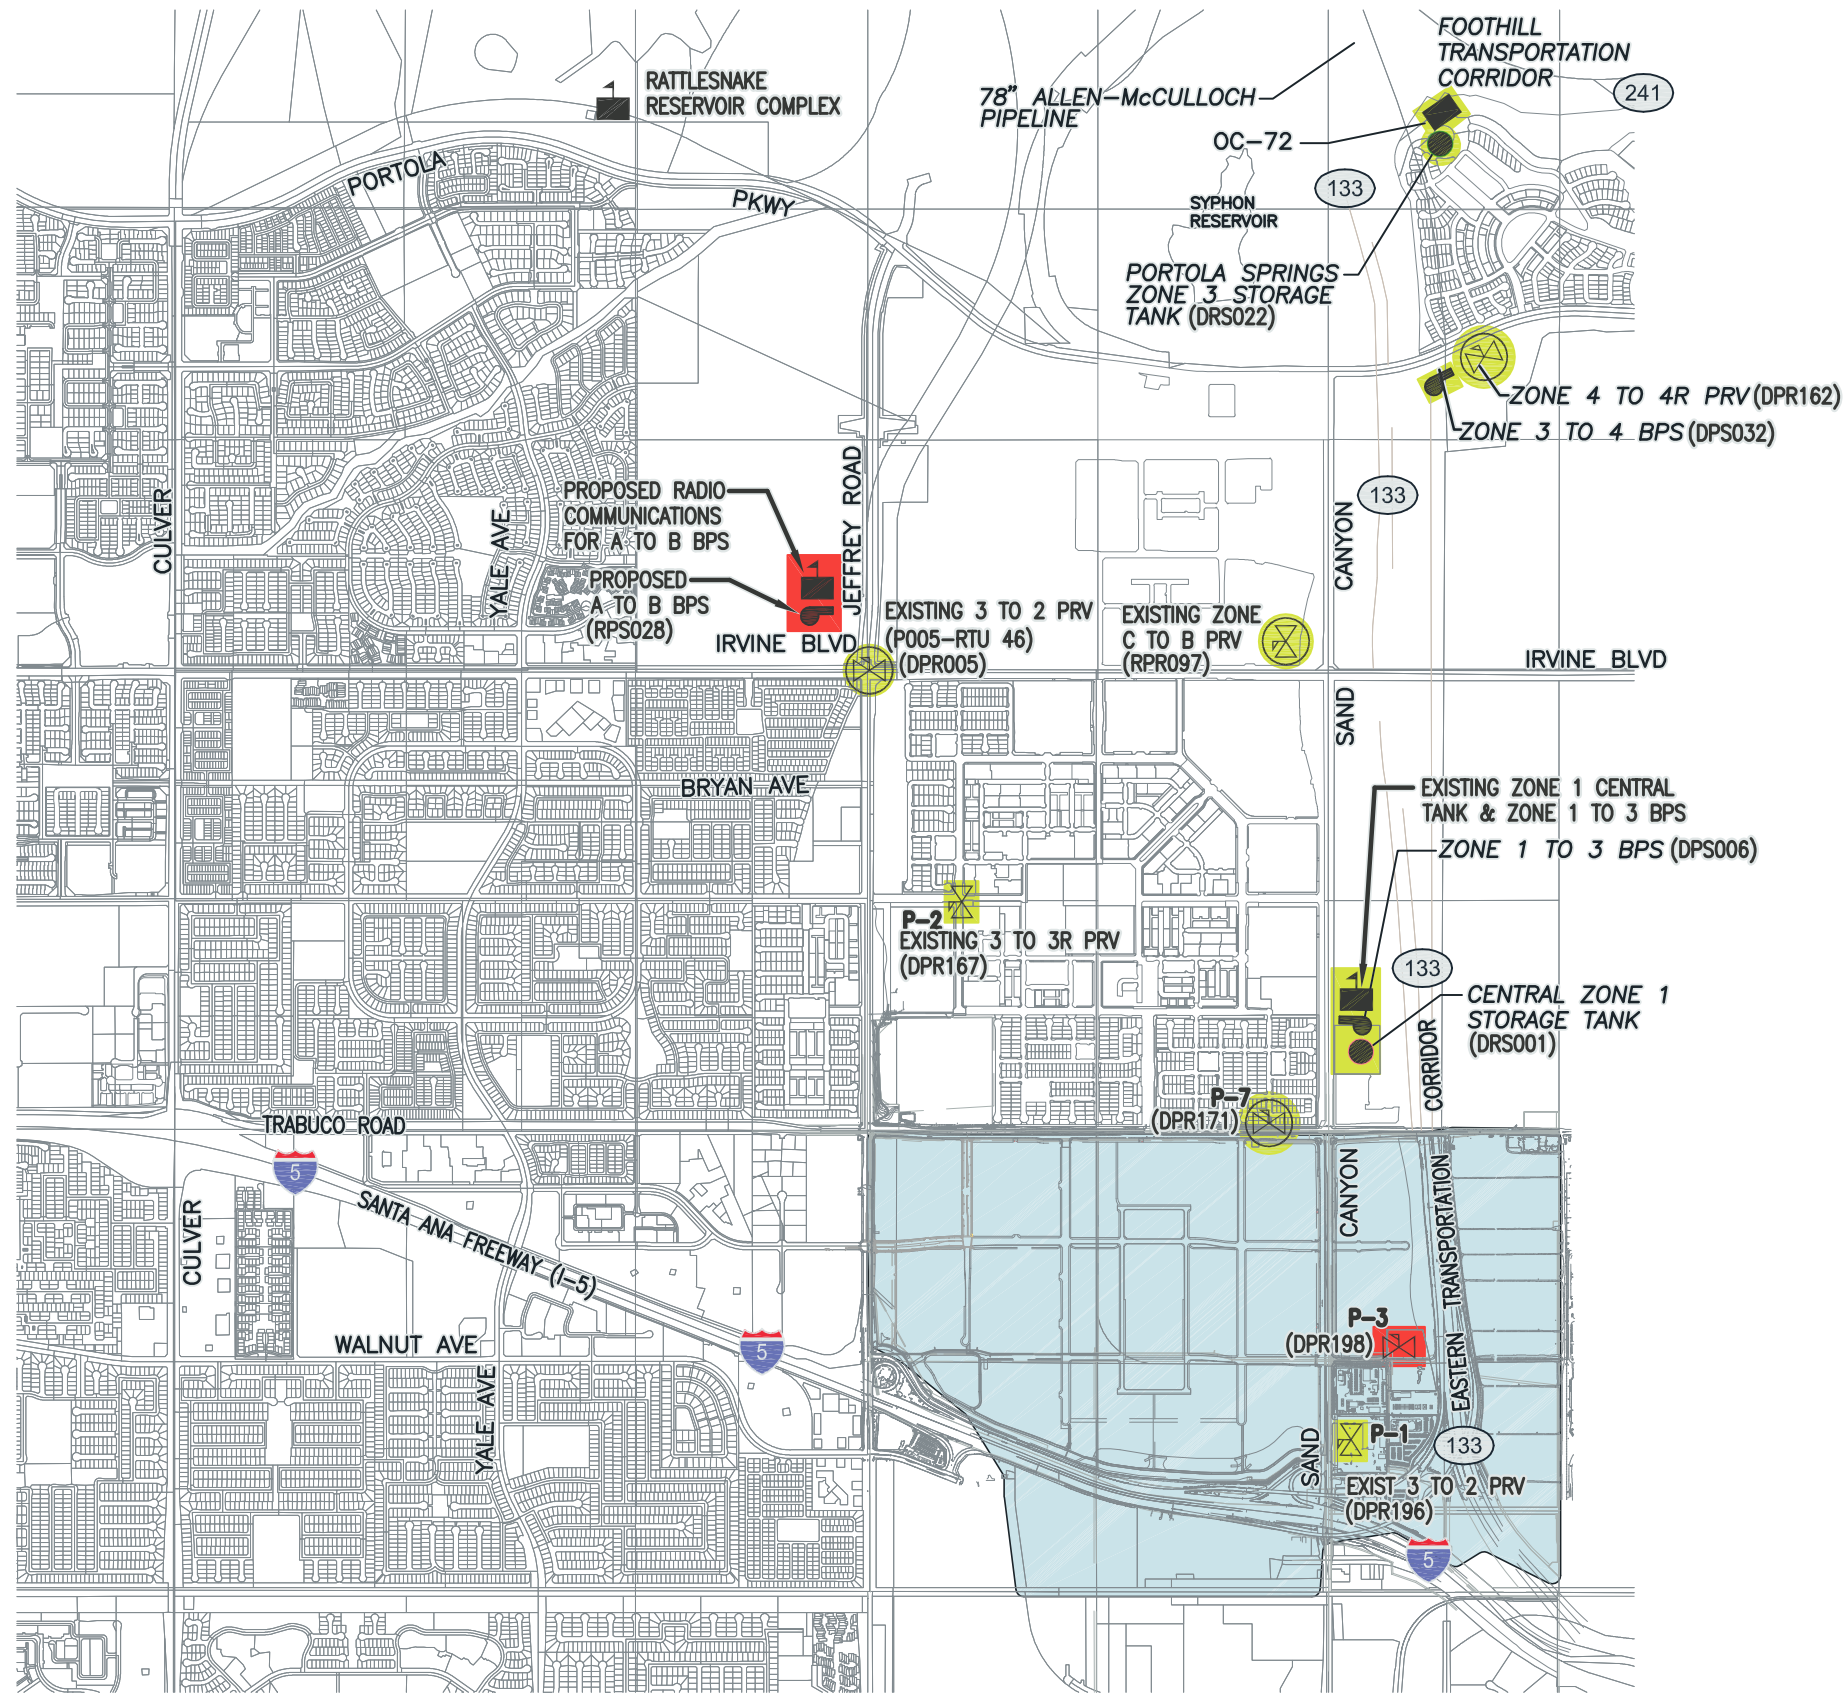 FOOTHILL
TRANSPORTATION
CORRIDOR
241
RATTLESNAKE
RESERVOIR COMPLEX
78” ALLEN–McCULLOCH
PIPELINE
OC–72
133
PORTOLA
PKWY
SYPHON
RESERVOIR
PORTOLA SPRINGS
ZONE 3 STORAGE
TANK (DRS022)
ZONE 4 TO 4R PRV (DPR162)
ZONE 3 TO 4 BPS (DPS032)
CULVER
YALE AVE
JEFFREY ROAD
CANYON
133
PROPOSED RADIO
COMMUNICATIONS
FOR A TO B BPS
PROPOSED
A TO B BPS
(RPS028)
IRVINE BLVD
EXISTING 3 TO 2 PRV
(P005–RTU 46)
(DPR005)
EXISTING ZONE
C TO B PRV
(RPR097)
IRVINE BLVD
SAND
BRYAN AVE
EXISTING ZONE 1 CENTRAL
TANK & ZONE 1 TO 3 BPS
ZONE 1 TO 3 BPS (DPS006)
P–2
EXISTING 3 TO 3R PRV
(DPR167)
133
CENTRAL ZONE 1
STORAGE TANK
(DRS001)
CORRIDOR
P–7
(DPR171)
TRABUCO ROAD
5
SANTA ANA FREEWAY (I–5)
CULVER
CANYON
TRANSPORTATION
EASTERN
P–3
(DPR198)
WALNUT AVE
5
YALE AVE
SAND
P–1
133
EXIST 3 TO 2 PRV
(DPR196)
5